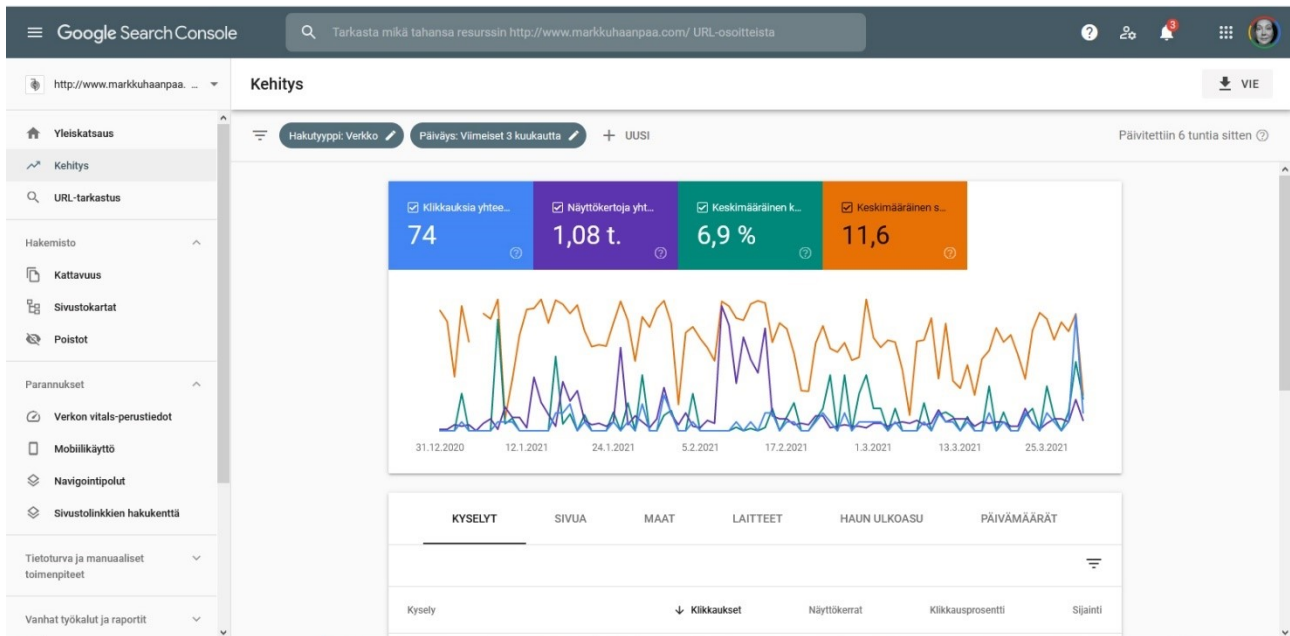 Google Search Console
Tarkasta mikä tahansa resurssin http://www.markkuhaanpaa.com/ URL-osoitteista
3
http://www.markkuhaanpaa. ...
Kehitys
VIE
Yleiskatsaus
Kehitys
URL-tarkastus
Hakemisto
Kattavuus
Sivustokartat
Poistot
Parannukset
Verkon vitals-perustiedot
Mobiilikäyttö
Navigointipolut
Sivustolinkkien hakukenttä
Tietoturva ja manuaaliset
toimenpiteet
Vanhat työkalut ja raportit
Hakutyyppi: Verkko
Päiväys: Viimeiset 3 kuukautta
UUSI
Päivitettiin 6 tuntia sitten
Klikkauksia yhtee...
74
Näyttökertoja yht...
1,08 t.
Keskimääräinen k...
6,9 %
Keskimääräinen s...
11,6
31.12.2020 12.1.2021 24.1.2021 5.2.2021 17.2.2021 1.3.2021 13.3.2021 25.3.2021
KYSELYT SIVUA MAAT LAITTEET HAUN ULKOASU PÄIVÄMÄÄRÄT
Kysely Klikkaukset Näyttökerrat Klikkausprosentti Sijainti